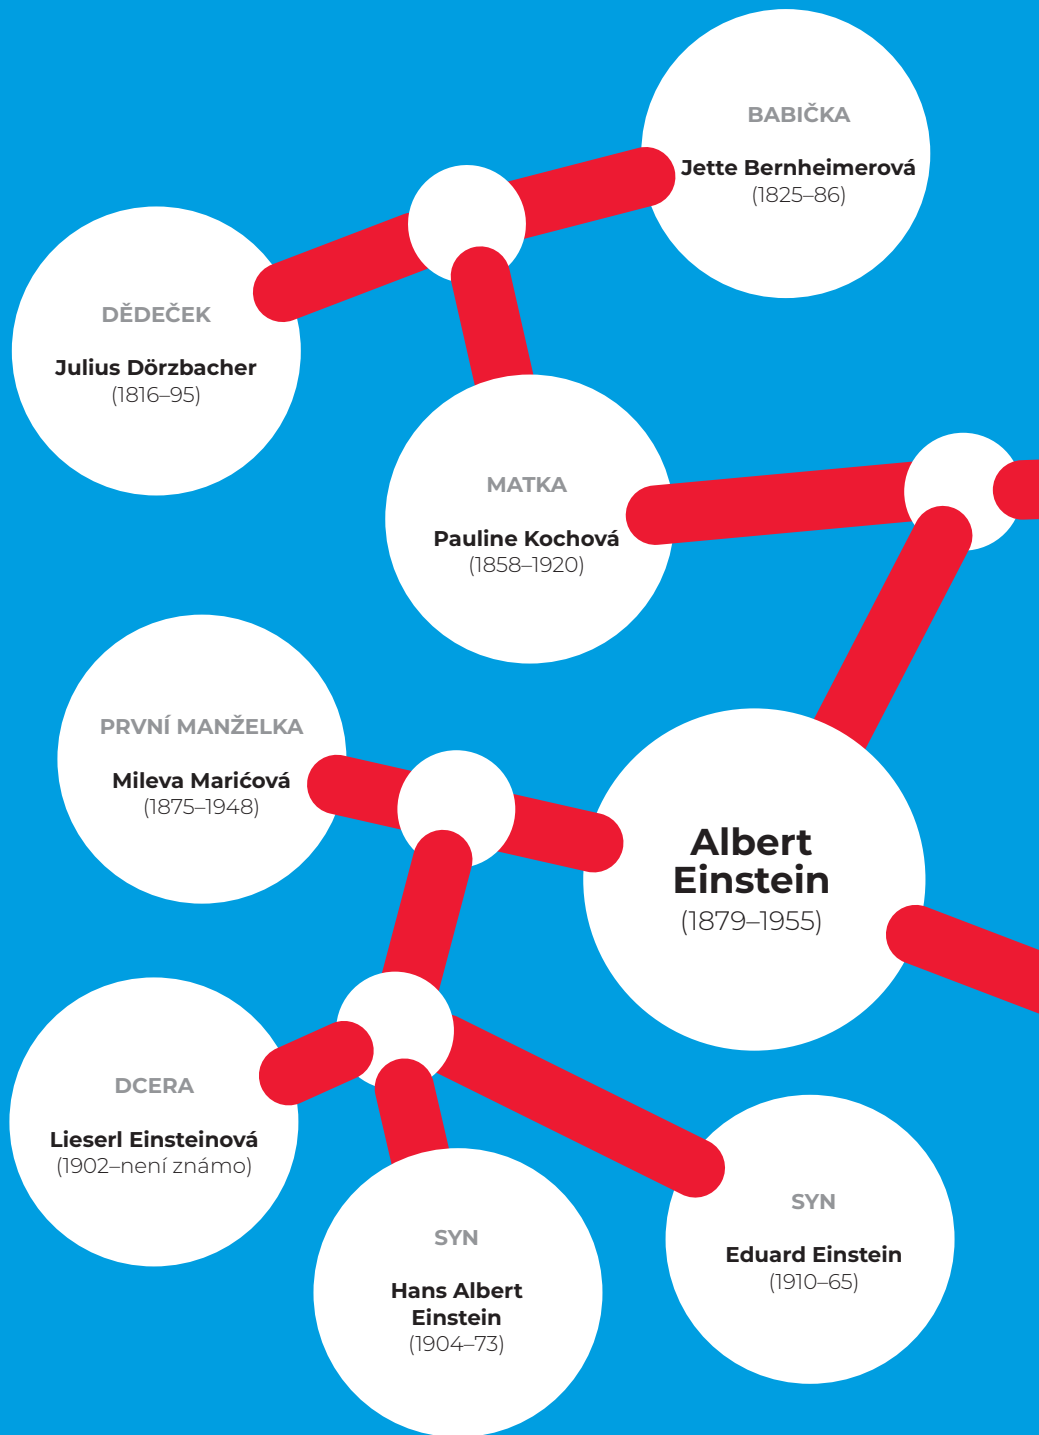 BABIČKA
Jette Bernheimerová
(1825–86)
DĚDEČEK
Julius Dörzbacher
(1816–95)
MATKA
Pauline Kochová
(1858–1920)
PRVNÍ MANŽELKA
Mileva Marićová
(1875–1948)
Albert
Einstein
(1879–1955)
DCERA
Lieserl Einsteinová
(1902–není známo)
SYN
Eduard Einstein
(1910–65)
SYN
Hans Albert
Einstein
(1904–73)